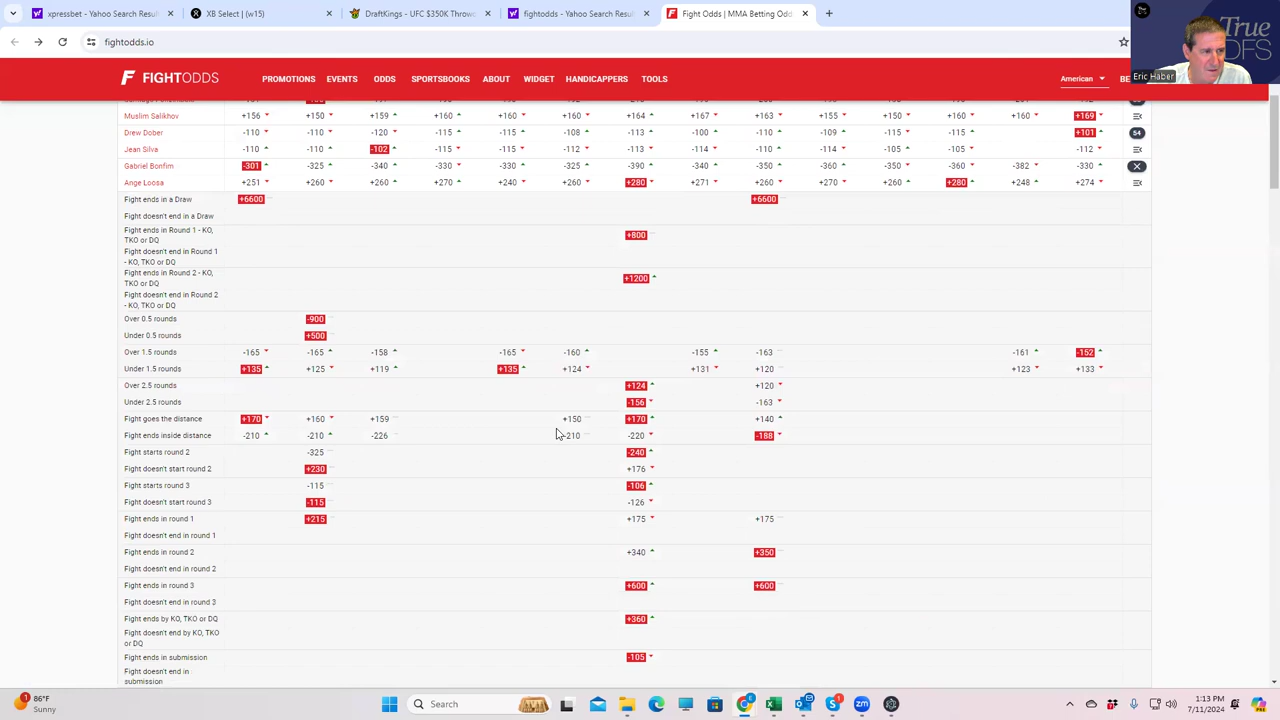 xpressbet - Yahoo Search Resu
XB Select | (w15)
DraftKings - UFC $350K Throw
fightodds - Yahoo Search Resul
Fight Odds | MMA Betting Odd
fightodds.io
True
DFS
Eric Haber
FIGHTODDS
PROMOTIONS EVENTS ODDS SPORTSBOOKS ABOUT WIDGET HANDICAPPERS TOOLS
American
BE
Muslim Salikhov +156 +150 +159 +160 +160 +160 +164 +167 +163 +155 +150 +160 +160 +169
Drew Dober -110 -110 -120 -115 -115 -108 -113 -100 -110 -109 -115 -115 +101 54
Jean Silva -110 -110 -102 -115 -115 -112 -113 -114 -110 -114 -105 -105 -112
Gabriel Bonfim -301 -325 -340 -330 -330 -390 -340 -350 -350 -350 -360 -382 -330
Ange Loosa +251 +260 +260 +270 +240 +260 +280 +271 +260 +270 +260 +280 +248 +274
Fight ends in a Draw +6600 +6600
Fight doesn't end in a Draw
Fight ends in Round 1 - KO,
TKO or DQ +800
Fight doesn't end in Round 1
- KO, TKO or DQ
Fight ends in Round 2 - KO,
TKO or DQ +1200
Fight doesn't end in Round 2
- KO, TKO or DQ
Over 0.5 rounds -900
Under 0.5 rounds +500
Over 1.5 rounds -165 -165 -158 -165 -160 -155 -163 -161 -152
Under 1.5 rounds +135 +125 +119 +135 +124 +131 +120 +123 +133
Over 2.5 rounds +124 +120
Under 2.5 rounds -156 -163
Fight goes the distance +170 +160 +159 +150 +170 +140
Fight ends inside distance -210 -210 -226 -210 -220 -188
Fight starts round 2 -325 -240
Fight doesn't start round 2 +230 +176
Fight starts round 3 -115 -106
Fight doesn't start round 3 -115 -126
Fight ends in round 1 +215 +175 +175
Fight doesn't end in round 1
Fight ends in round 2 +340 +350
Fight doesn't end in round 2
Fight ends in round 3 +600 +600
Fight doesn't end in round 3
Fight ends by KO, TKO or DQ +360
Fight doesn't end by KO, TKO
or DQ
Fight ends in submission -105
Fight doesn't end in
submission
86°F
Sunny
Search
1:13 PM
7/11/2024